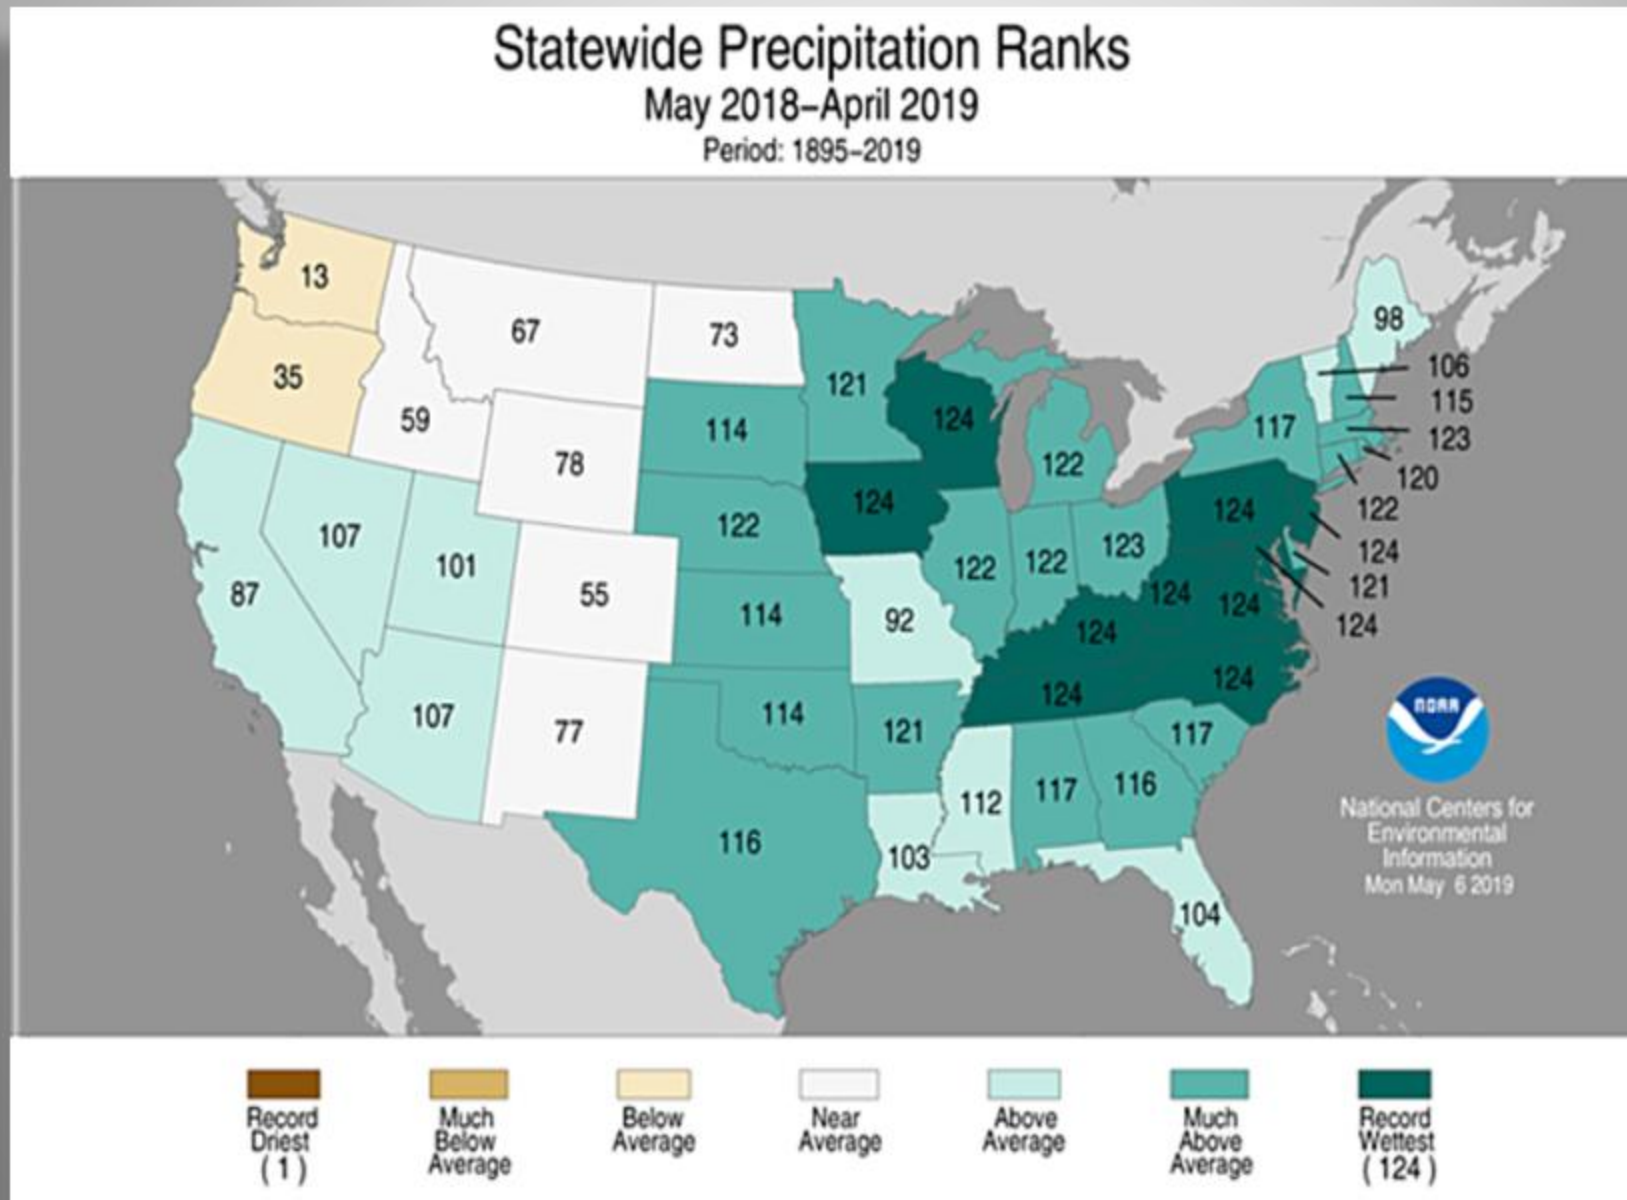 Statewide Precipitation Ranks
May 2018–April 2019
Period: 1895–2019
13
35
67
59
78
73
114
121
124
124
122
98
106
115
123
120
122
124
121
124
117
107
87
101
55
107
77
122
114
114
116
92
121
103
112
122
122
123
124
124
124
124
124
124
117
117
116
104
NOAA
National Centers for
Environmental
Information
Mon May 6 2019
Record
Driest
(1)
Much
Below
Average
Below
Average
Near
Average
Above
Average
Much
Above
Average
Record
Wettest
(124)